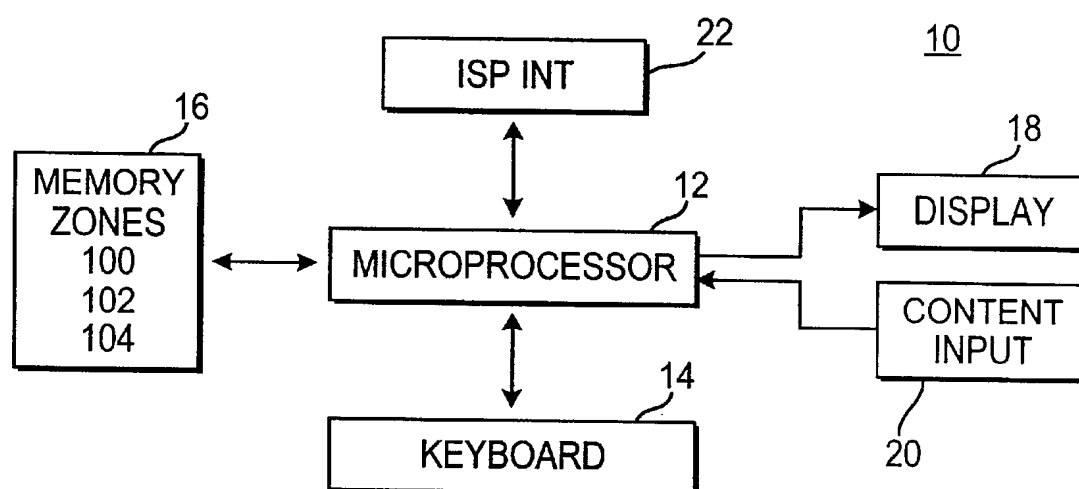 22
10
ISP INT
16
18
MEMORY
ZONES
100
102
104
12
DISPLAY
MICROPROCESSOR
CONTENT
INPUT
14
20
KEYBOARD